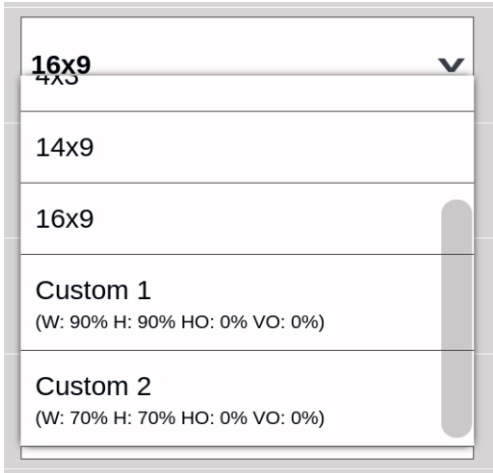 16x9
4x3
14x9
16x9
Custom 1
(W: 90% H: 90% HO: 0% VO: 0%)
Custom 2
(W: 70% H: 70% HO: 0% VO: 0%)